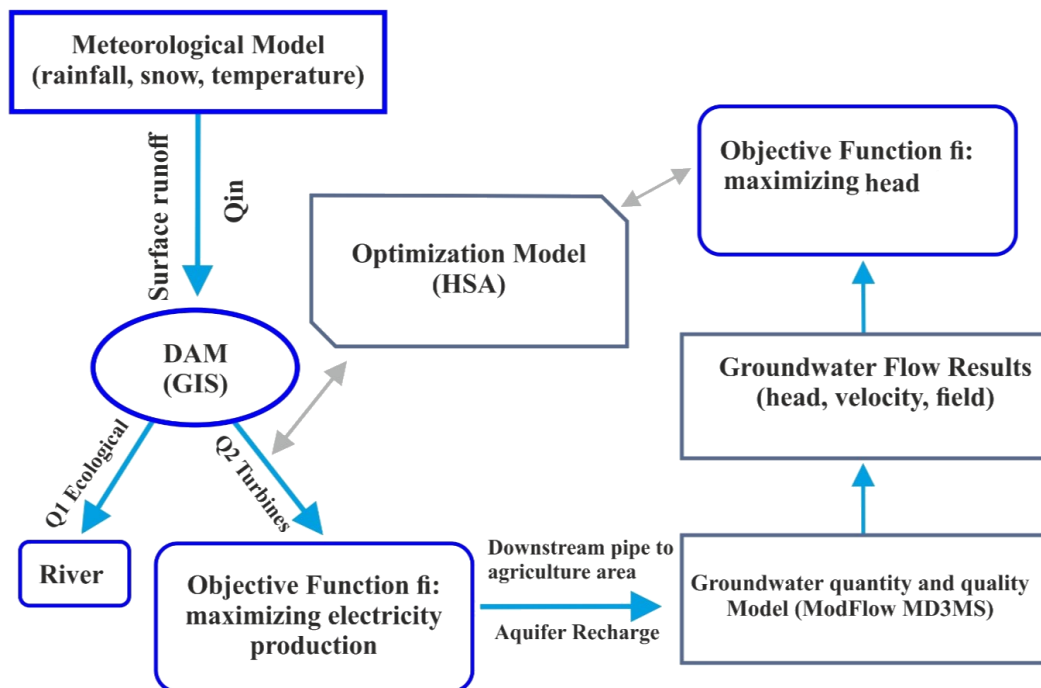 Meteorological Model
(rainfall, snow, temperature)
Surface runoff
Qin
Objective Function fi:
maximizing head
Optimization Model
(HSA)
DAM
(GIS)
Groundwater Flow Results
(head, velocity, field)
Q1 Ecological
Q2 Turbines
River
Objective Function fi:
maximizing electricity
production
Downstream pipe to
agriculture area
Aquifer Recharge
Groundwater quantity and quality
Model (ModFlow MD3MS)